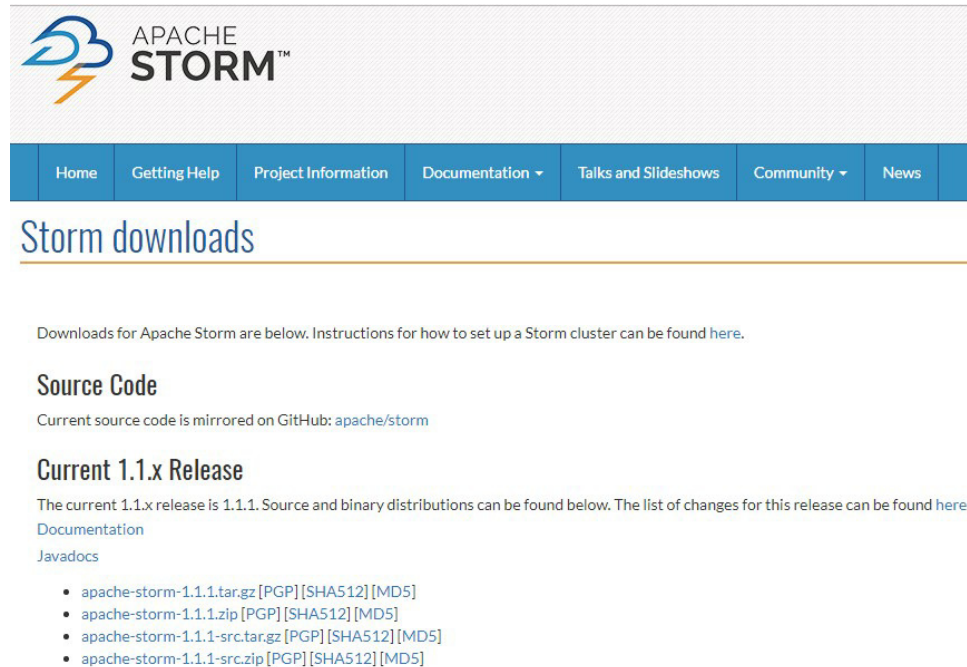 APACHE
STORM™
Home Getting Help Project Information Documentation Talks and Slideshows Community News
Storm downloads
Downloads for Apache Storm are below. Instructions for how to set up a Storm cluster can be found here.
Source Code
Current source code is mirrored on GitHub: apache/storm
Current 1.1.x Release
The current 1.1.x release is 1.1.1. Source and binary distributions can be found below. The list of changes for this release can be found here
Documentation
Javadocs
• apache-storm-1.1.1.tar.gz [PGP] [SHA512] [MD5]
• apache-storm-1.1.1.zip [PGP] [SHA512] [MD5]
• apache-storm-1.1.1-src.tar.gz [PGP] [SHA512] [MD5]
• apache-storm-1.1.1-src.zip [PGP] [SHA512] [MD5]